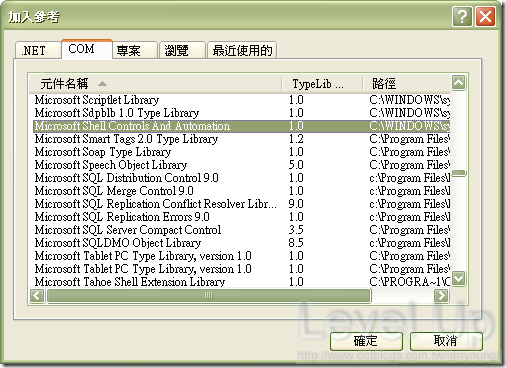 加入參考
.NET COM 專案 瀏覽 最近使用的
元件名稱 TypeLib ... 路徑
Microsoft Scriptlet Library 1.0 C:\WINDOWS\sy
Microsoft Sdpblb 1.0 Type Library 1.0 C:\WINDOWS\sy
Microsoft Shell Controls And Automation 1.0 C:\WINDOWS\sy
Microsoft Smart Tags 2.0 Type Library 1.2 C:\Program Files\
Microsoft Soap Type Library 1.0 C:\Program Files\
Microsoft Speech Object Library 5.0 C:\Program Files\
Microsoft SQL Distribution Control 9.0 1.0 c:\Program Files\
Microsoft SQL Merge Control 9.0 1.0 c:\Program Files\
Microsoft SQL Replication Conflict Resolver Libr... 9.0 c:\Program Files\
Microsoft SQL Replication Errors 9.0 1.0 c:\Program Files\
Microsoft SQL Server Compact Control 3.5 C:\Program Files\
Microsoft SQLDMO Object Library 8.5 C:\Program Files\
Microsoft Tablet PC Type Library, version 1.0 1.0 C:\Program Files\
Microsoft Tablet PC Type Library, version 1.0 1.0 C:\Program Files\
Microsoft Tahoe Shell Extension Library 1.0 C:\PROGRA~1\C
Level Up
確定 取消